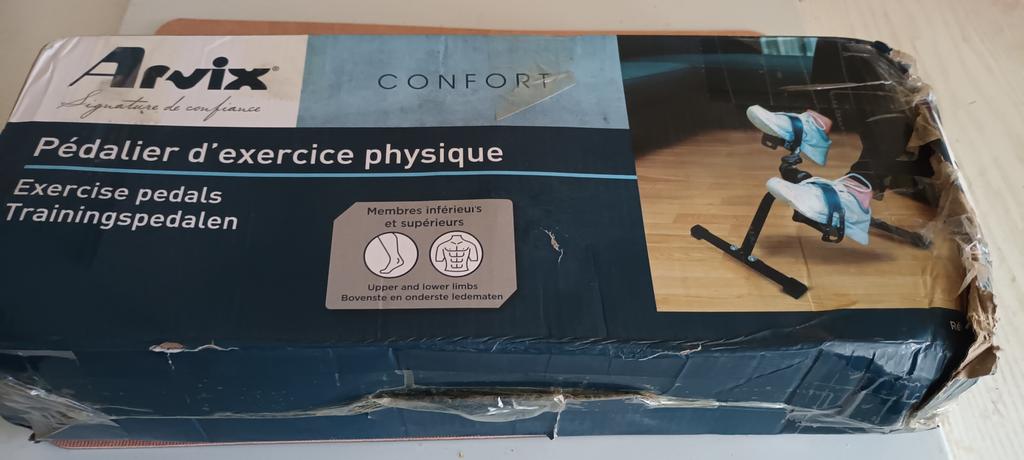 Arvix®
Signature de confiance
CONFORT
Pédalier d'exercice physique
Exercise pedals
Trainingspedalen
Membres inférieurs
et supérieurs
Upper and lower limbs
Bovenste en onderste ledematen